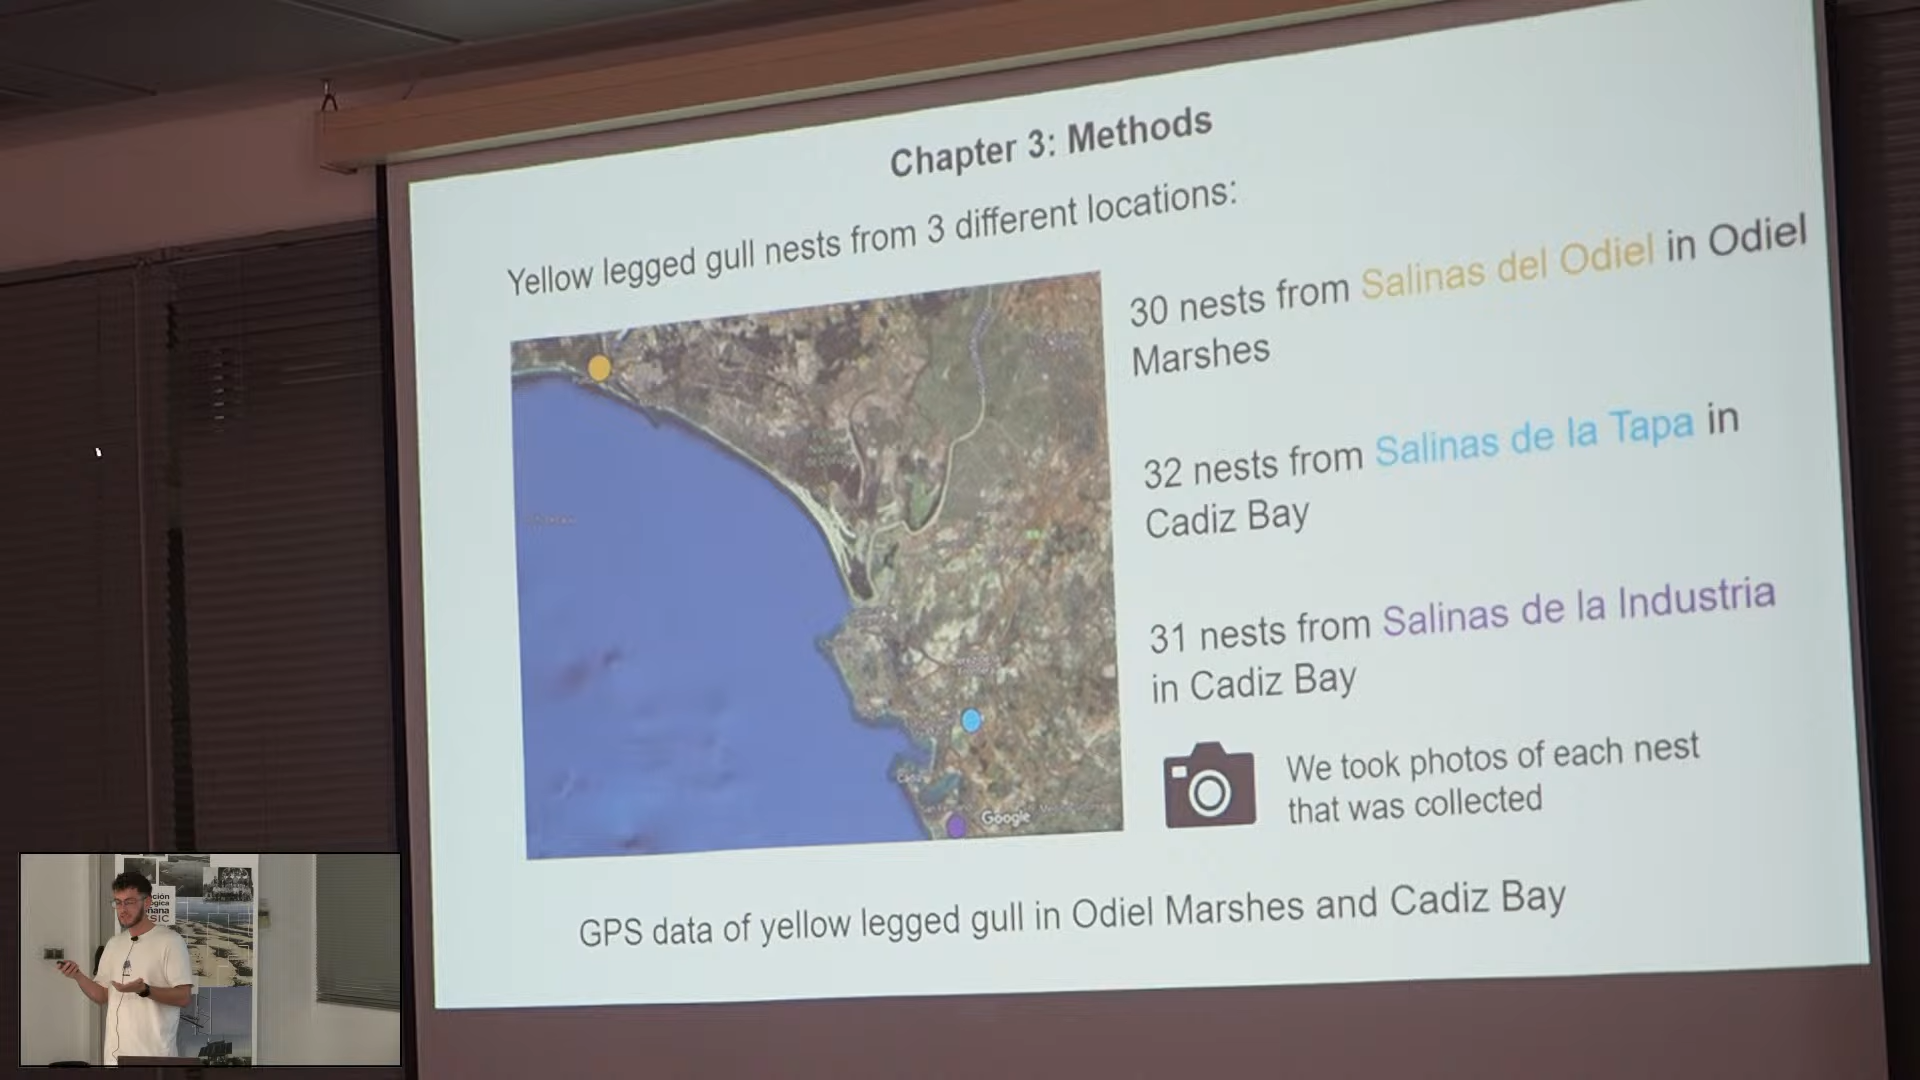 Chapter 3: Methods
Yellow legged gull nests from 3 different locations:
30 nests from Salinas del Odiel in Odiel
Marshes
32 nests from Salinas de la Tapa in
Cadiz Bay
31 nests from Salinas de la Industria
in Cadiz Bay
Google
We took photos of each nest
that was collected
GPS data of yellow legged gull in Odiel Marshes and Cadiz Bay